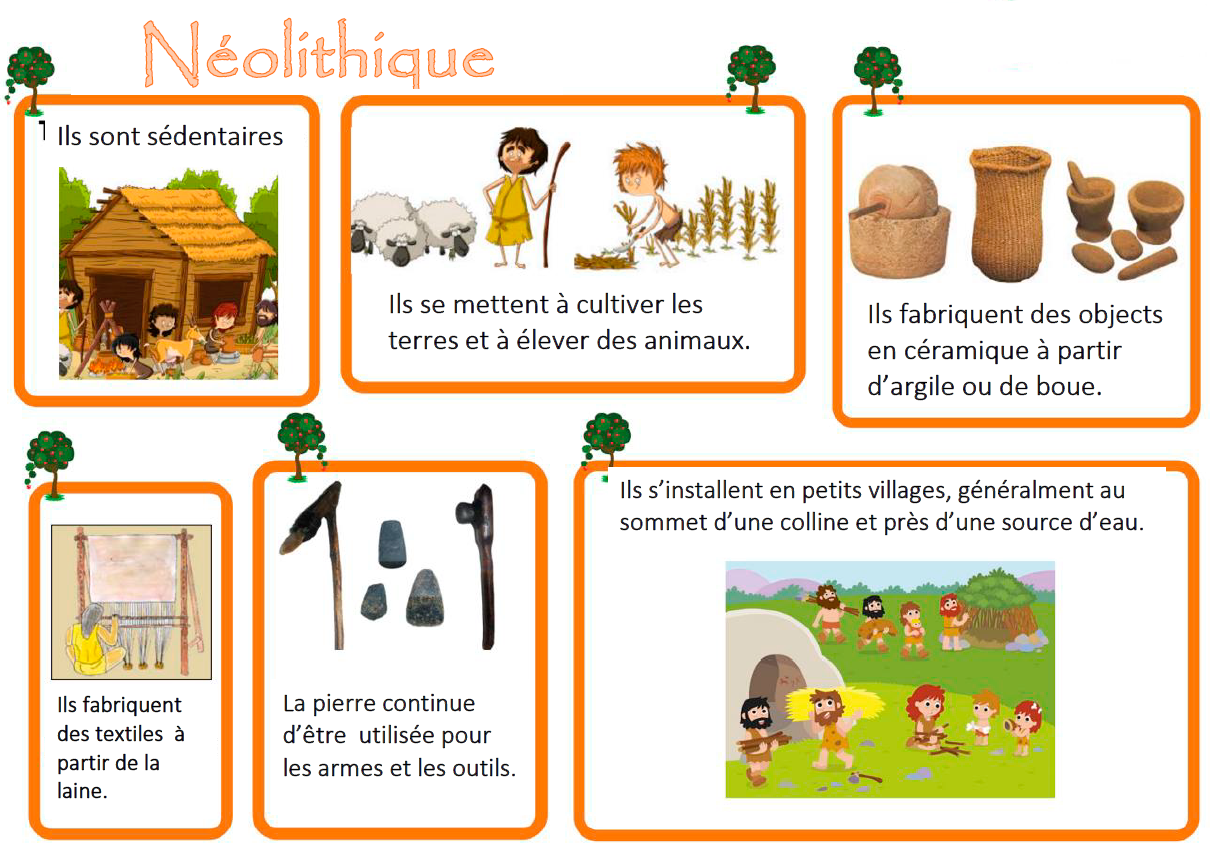 Néolithique
Ils sont sédentaires
Ils se mettent à cultiver les
terres et à élever des animaux.
Ils fabriquent des objects
en céramique à partir
d’argile ou de boue.
Ils fabriquent
des textiles à
partir de la
laine.
La pierre continue
d’être utilisée pour
les armes et les outils.
Ils s’installent en petits villages, généralment au
sommet d’une colline et près d’une source d’eau.